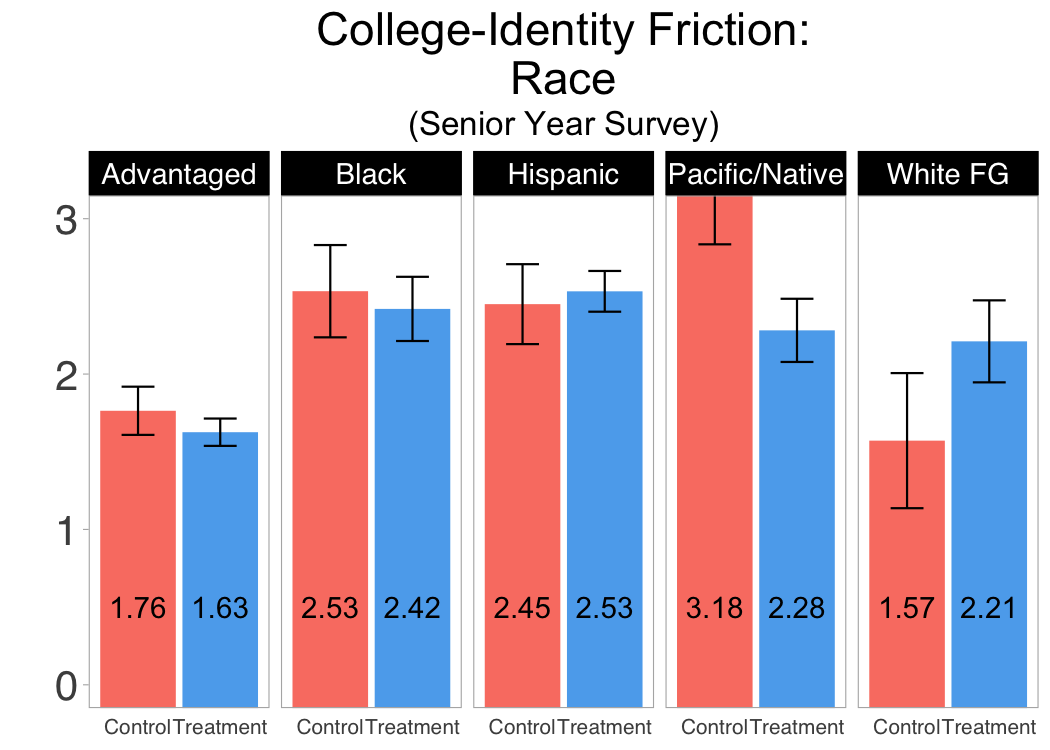 College-Identity Friction:
Race
(Senior Year Survey)
Advantaged Black Hispanic Pacific/Native White FG
3
2
1
0
1.76 1.63 2.53 2.42 2.45 2.53 3.18 2.28 1.57 2.21
Control Treatment Control Treatment Control Treatment Control Treatment Control Treatment